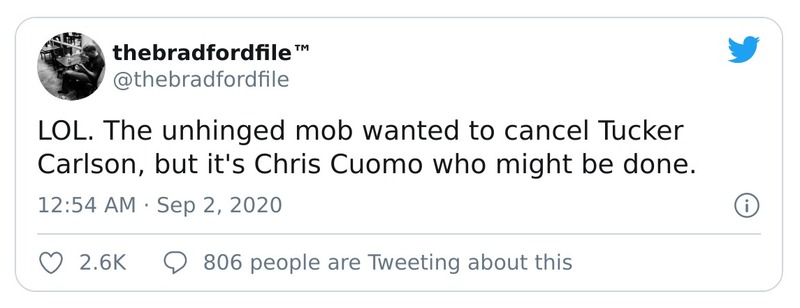 thebradfordfile™
@thebradfordfile
LOL. The unhinged mob wanted to cancel Tucker
Carlson, but it's Chris Cuomo who might be done.
12:54 AM · Sep 2, 2020
2.6K 806 people are Tweeting about this